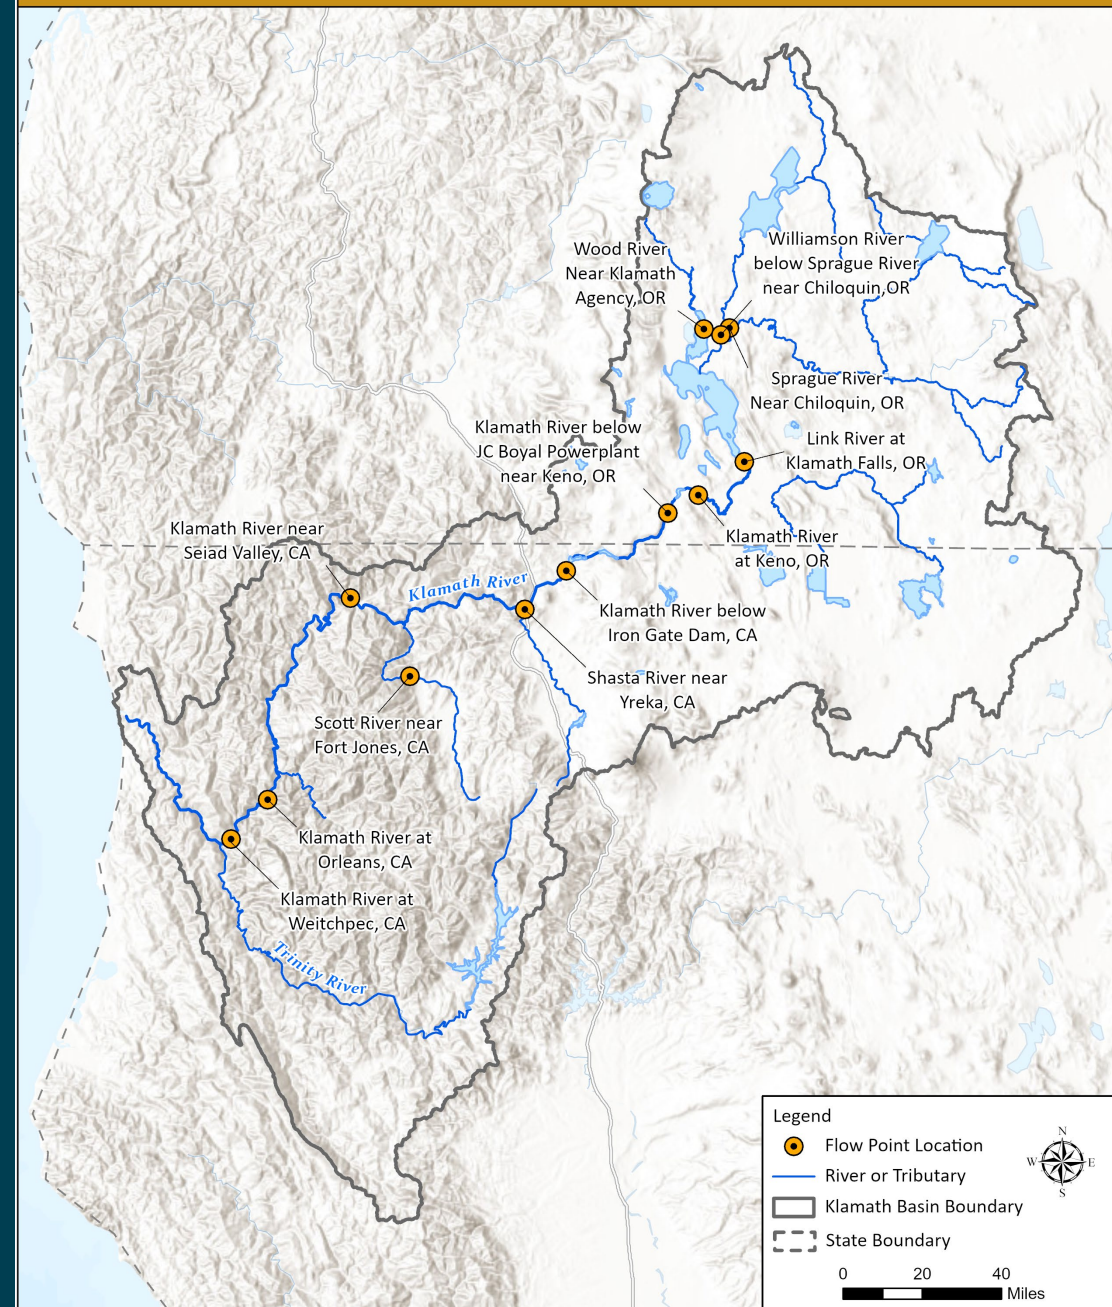 Wood River
Near Klamath
Agency, OR
Williamson River
below Sprague River
near Chiloquin,OR
Sprague River
Near Chiloquin, OR
Klamath River below
JC Boyal Powerplant
near Keno, OR
Link River at
Klamath Falls, OR
Klamath River near
Seiad Valley, CA
Klamath River
at Keno, OR
Klamath River
Klamath River below
Iron Gate Dam, CA
Shasta River near
Yreka, CA
Scott River near
Fort Jones, CA
Klamath River at
Orleans, CA
Klamath River at
Weitchpec, CA
Trinity River
Legend
Flow Point Location
River or Tributary
Klamath Basin Boundary
State Boundary
N
W E
S
0 20 40
Miles